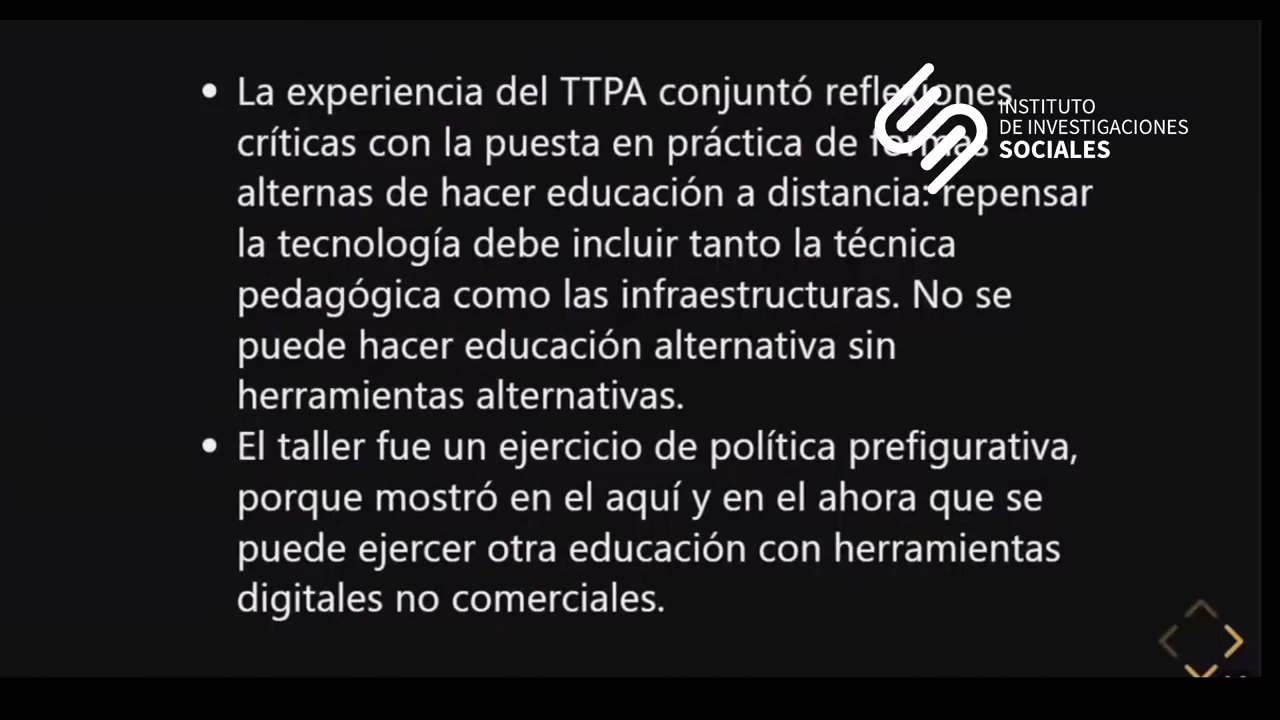 • La experiencia del TTPA conjuntó reflexiones
críticas con la puesta en práctica de formas
alternas de hacer educación a distancia: repensar
la tecnología debe incluir tanto la técnica
pedagógica como las infraestructuras. No se
puede hacer educación alternativa sin
herramientas alternativas.
• El taller fue un ejercicio de política prefigurativa,
porque mostró en el aquí y en el ahora que se
puede ejercer otra educación con herramientas
digitales no comerciales.
INSTITUTO
DE INVESTIGACIONES
SOCIALES